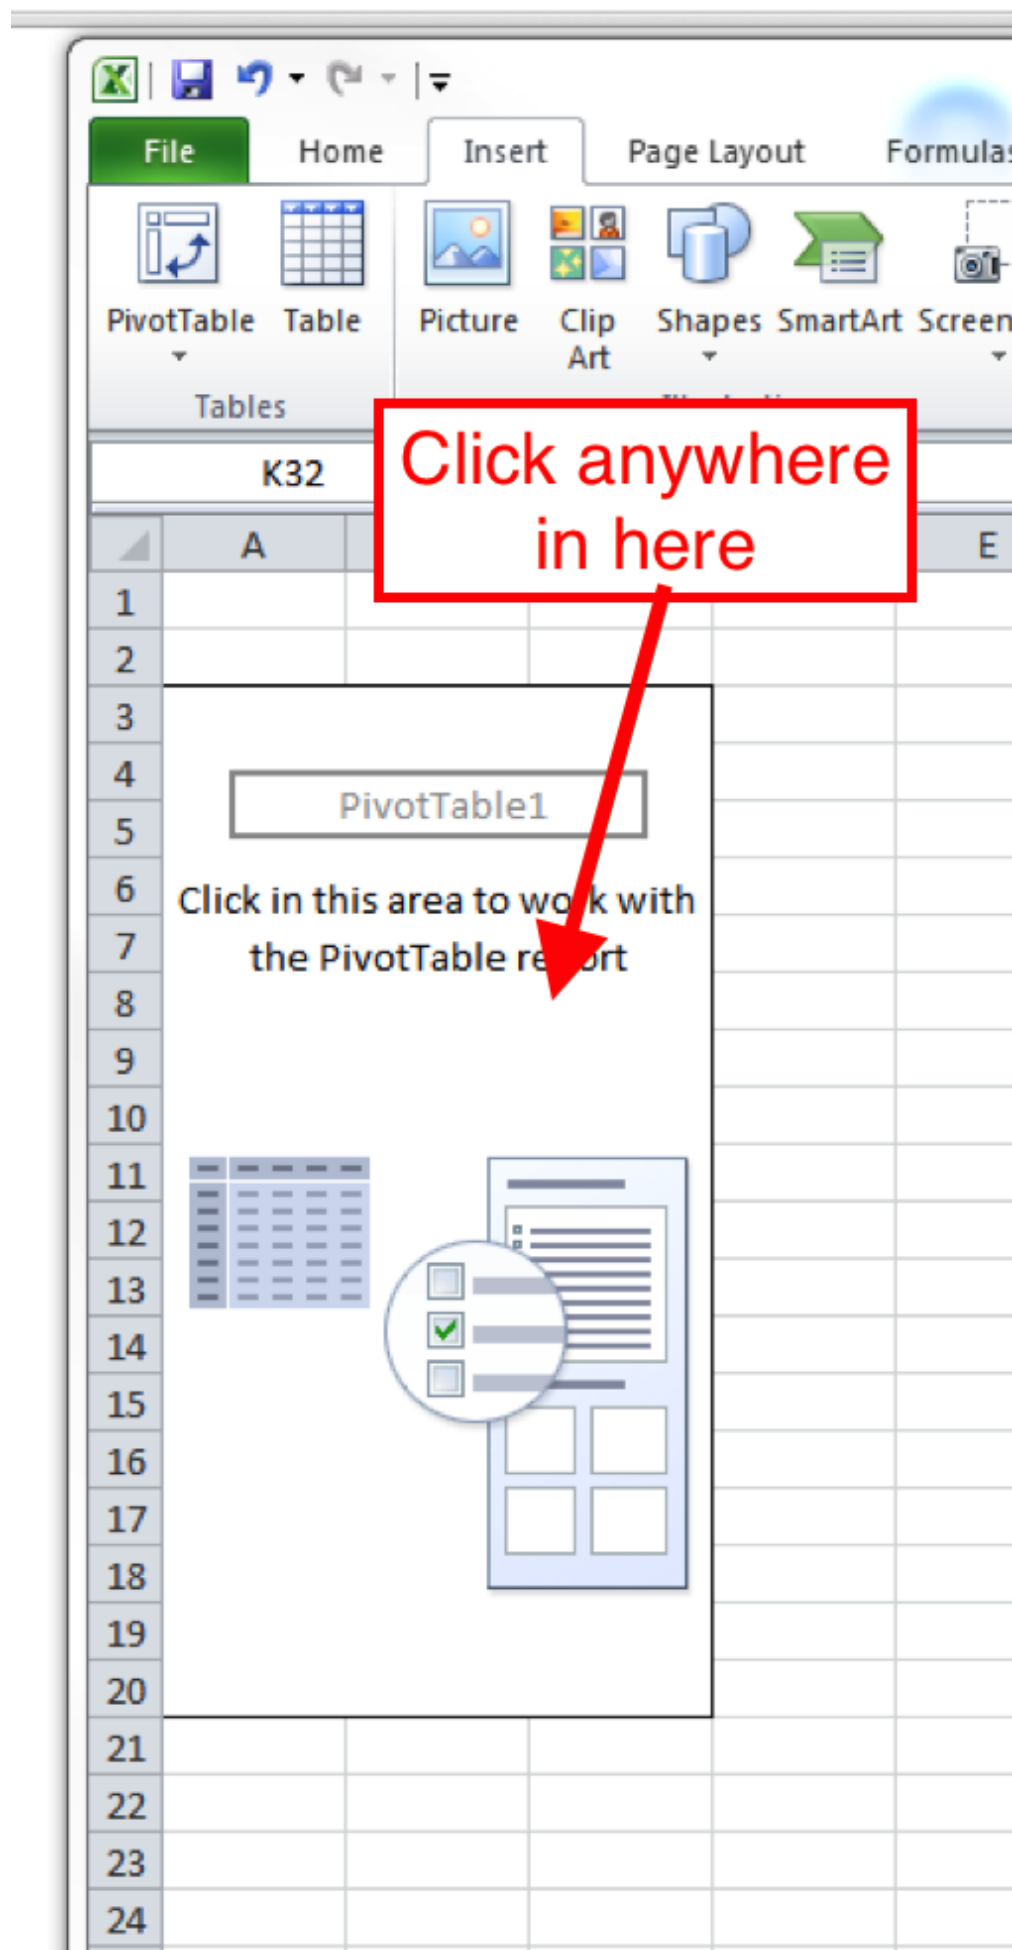 File Home Insert Page Layout Formulas
PivotTable Table Picture Clip Art Shapes SmartArt Screen
Tables
K32
Click anywhere
in here
A E
1
2
3
4
PivotTable1
5
6
Click in this area to work with
7
the PivotTable report
8
9
10
11
12
13
14
15
16
17
18
19
20
21
22
23
24